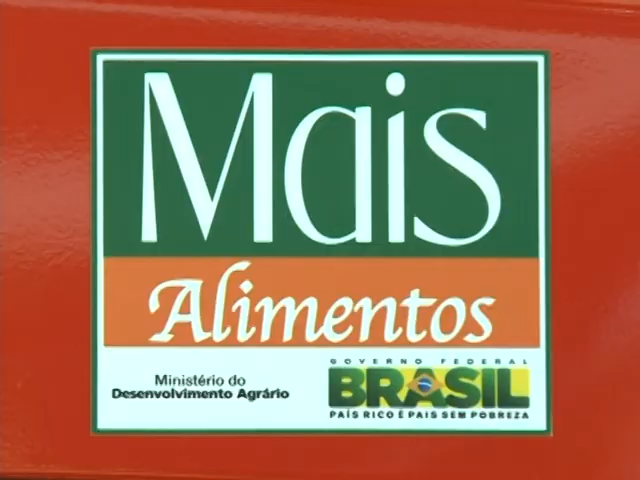 Mais
Alimentos
Ministério do
Desenvolvimento Agrário
GOVERNO FEDERAL
BRASIL
PAÍS RICO É PAÍS SEM POBREZA